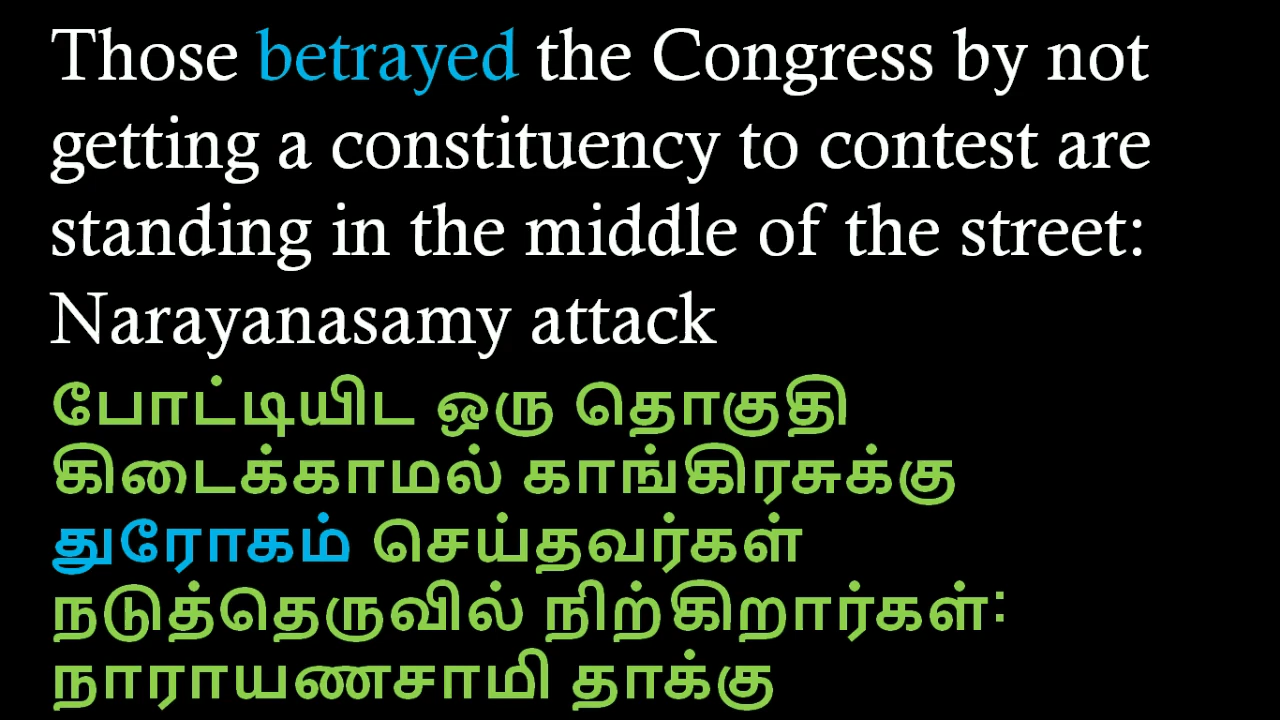 Those betrayed the Congress by not
getting a constituency to contest are
standing in the middle of the street:
Narayanasamy attack
போட்டியிட ஒரு தொகுதி
கிடைக்காமல் காங்கிரசுக்கு
துரோகம் செய்தவர்கள்
நடுத்தெருவில் நிற்கிறார்கள்:
நாராயணசாமி தாக்கு